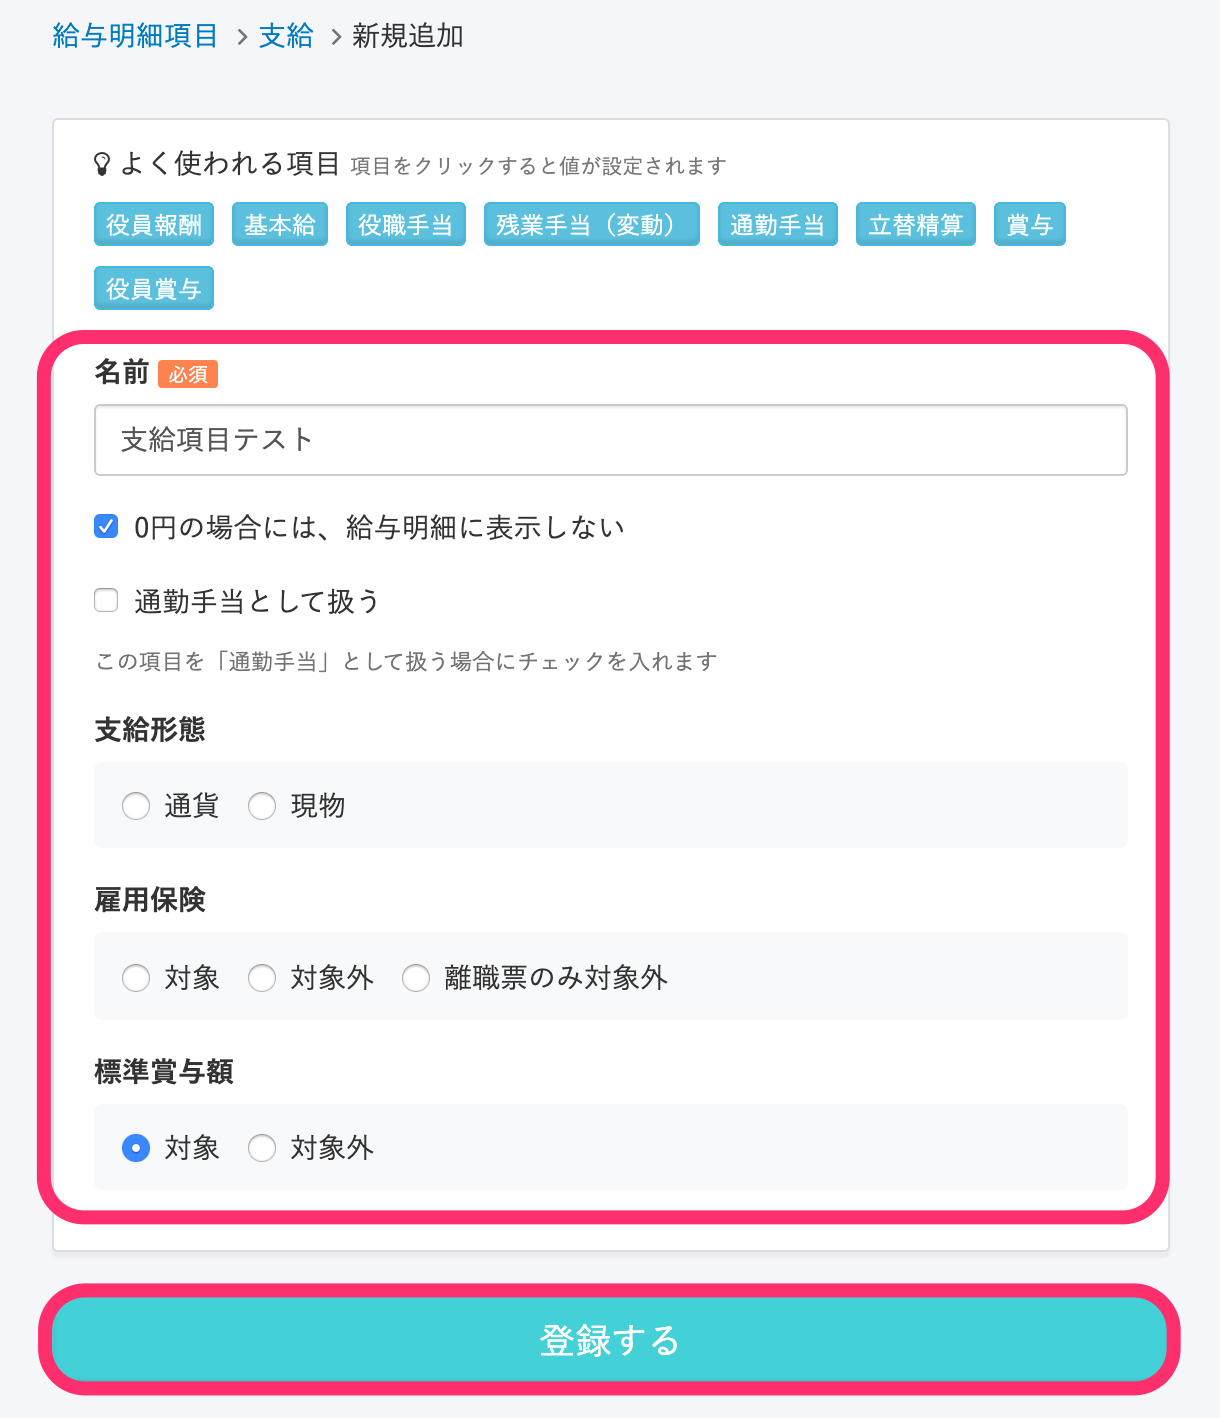 給与明細項目 > 支給 > 新規追加
よく使われる項目 項目をクリックすると値が設定されます
役員報酬 基本給 役職手当 残業手当（変動） 通勤手当 立替精算 賞与
役員賞与
名前 必須
支給項目テスト
0円の場合には、給与明細に表示しない
通勤手当として扱う
この項目を「通勤手当」として扱う場合にチェックを入れます
支給形態
通貨 現物
雇用保険
対象 対象外 離職票のみ対象外
標準賞与額
対象 対象外
登録する